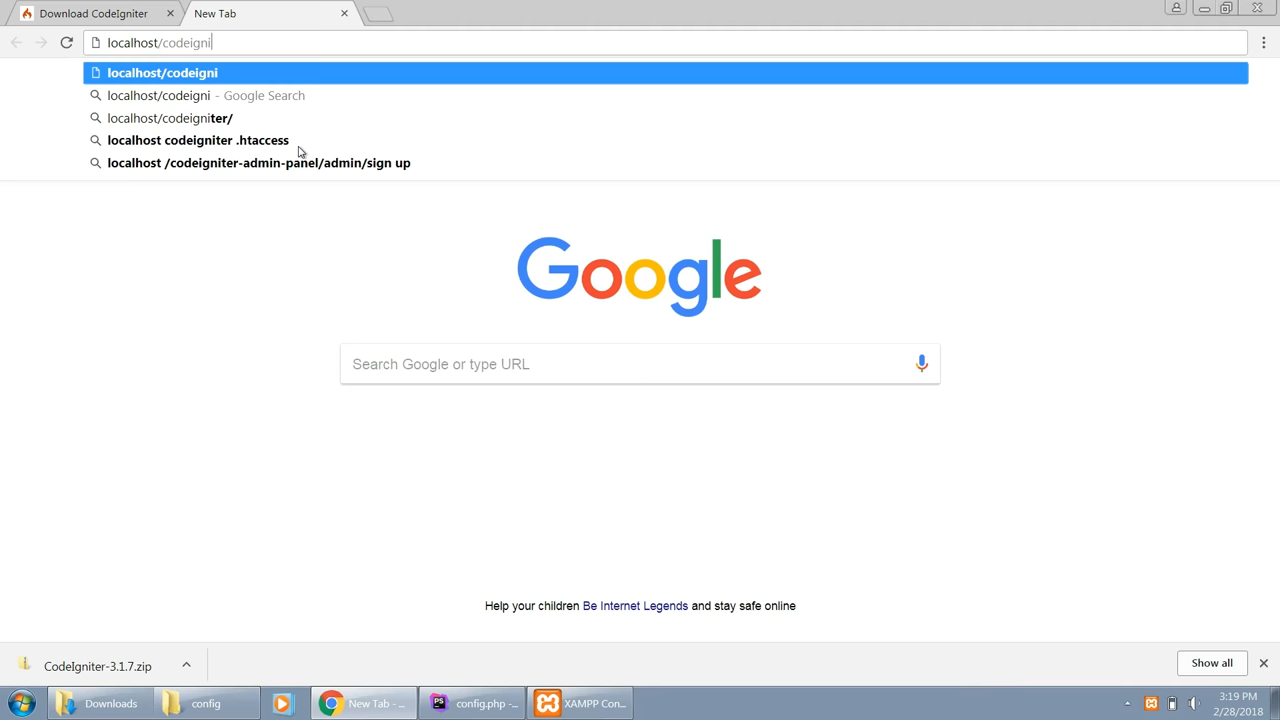 Download CodeIgniter
New Tab
localhost/codeigni
localhost/codeigni
localhost/codeigni - Google Search
localhost/codeigniter/
localhost codeigniter .htaccess
localhost /codeigniter-admin-panel/admin/sign up
Google
Search Google or type URL
Help your children Be Internet Legends and stay safe online
CodeIgniter-3.1.7.zip
Show all
Downloads
config
New Tab - ...
PS
config.php -...
XAMPP Con...
3:19 PM
2/28/2018